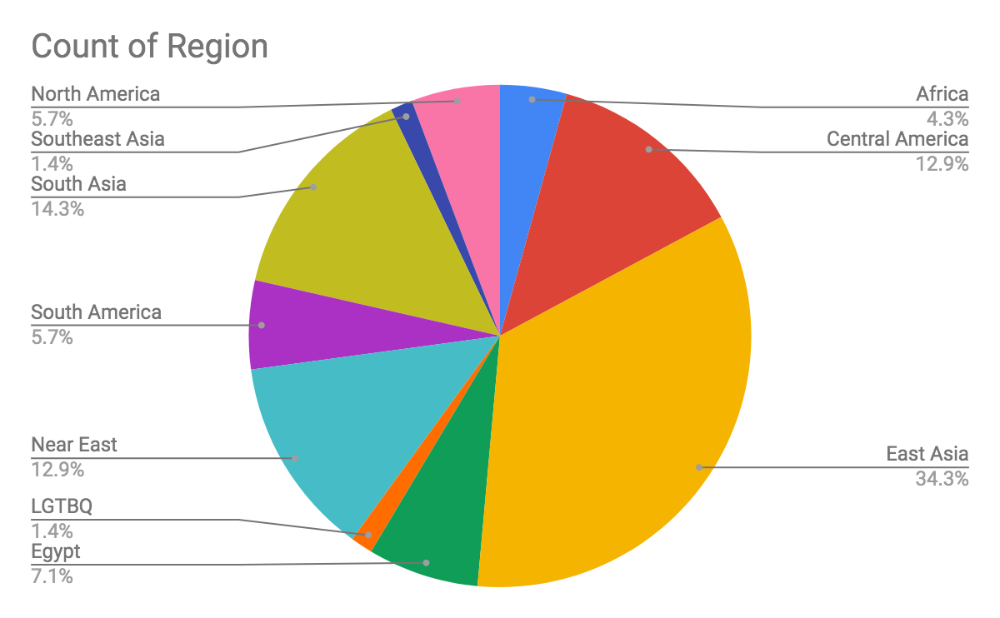 Count of Region
North America
5.7%
Southeast Asia
1.4%
South Asia
14.3%
South America
5.7%
Near East
12.9%
LGTBQ
1.4%
Egypt
7.1%
Africa
4.3%
Central America
12.9%
East Asia
34.3%